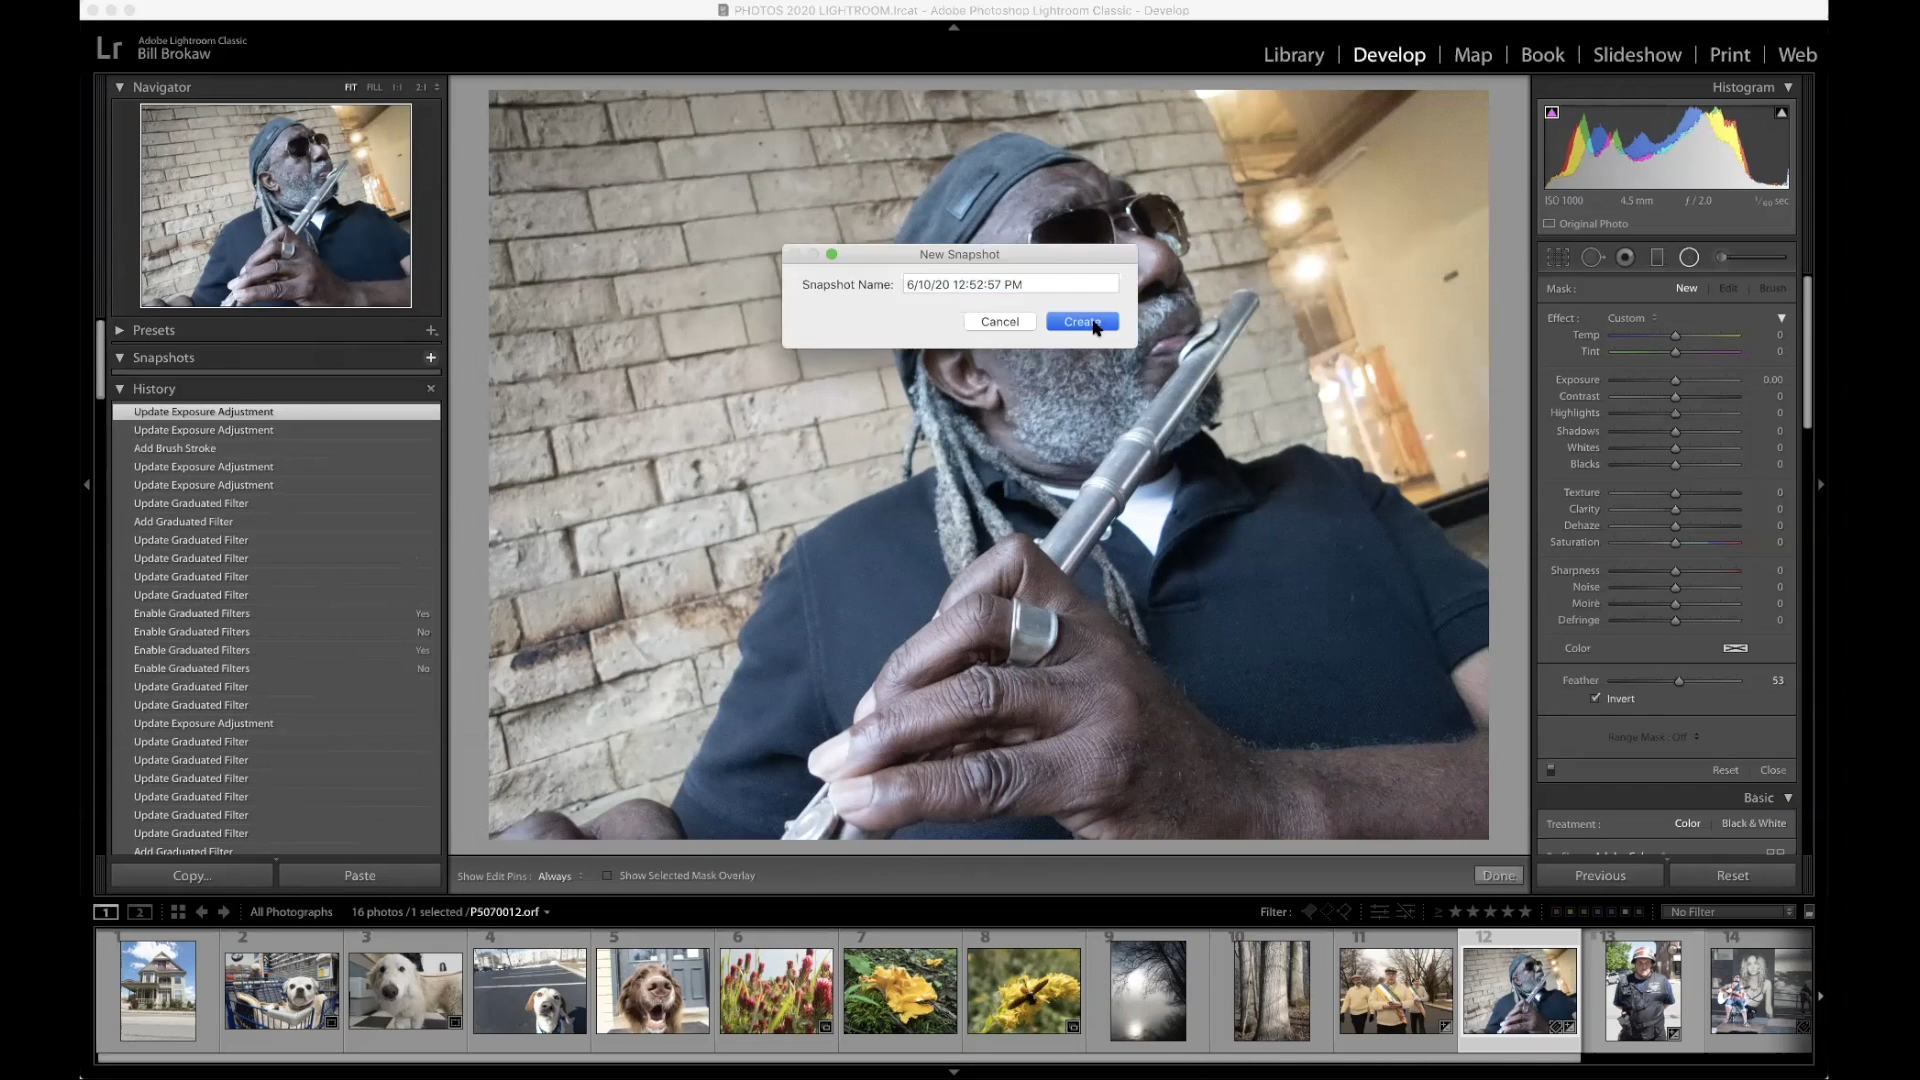 PHOTOS 2020 LIGHTROOM.lrcat - Adobe Photoshop Lightroom Classic - Develop
Lr
Adobe Lightroom Classic
Bill Brokaw
Library | Develop | Map | Book | Slideshow | Print | Web
Navigator FIT FILL 1:1 2:1
Presets
Snapshots
History
Update Exposure Adjustment
Update Exposure Adjustment
Add Brush Stroke
Update Exposure Adjustment
Update Exposure Adjustment
Update Graduated Filter
Add Graduated Filter
Update Graduated Filter
Update Graduated Filter
Update Graduated Filter
Update Graduated Filter
Enable Graduated Filters Yes
Enable Graduated Filters No
Enable Graduated Filters Yes
Enable Graduated Filters No
Update Graduated Filter
Update Graduated Filter
Update Exposure Adjustment
Update Graduated Filter
Update Graduated Filter
Update Graduated Filter
Update Graduated Filter
Update Graduated Filter
Update Graduated Filter
Add Graduated Filter
Copy... Paste
New Snapshot
Snapshot Name: 6/10/20 12:52:57 PM
Cancel Create
Show Edit Pins: Always Show Selected Mask Overlay Done
Histogram
ISO 1000 4.5 mm ƒ / 2.0 1/60 sec
Original Photo
Mask: New Edit Brush
Effect: Custom
Temp 0
Tint 0
Exposure 0.00
Contrast 0
Highlights 0
Shadows 0
Whites 0
Blacks 0
Texture 0
Clarity 0
Dehaze 0
Saturation 0
Sharpness 0
Noise 0
Moiré 0
Defringe 0
Color
Feather 53
Invert
Range Mask: Off
Reset Close
Basic
Treatment: Color Black & White
Previous Reset
1 2 All Photographs 16 photos / 1 selected / P5070012.orf Filter: No Filter
1 2 3 4 5 6 7 8 9 10 11 12 13 14